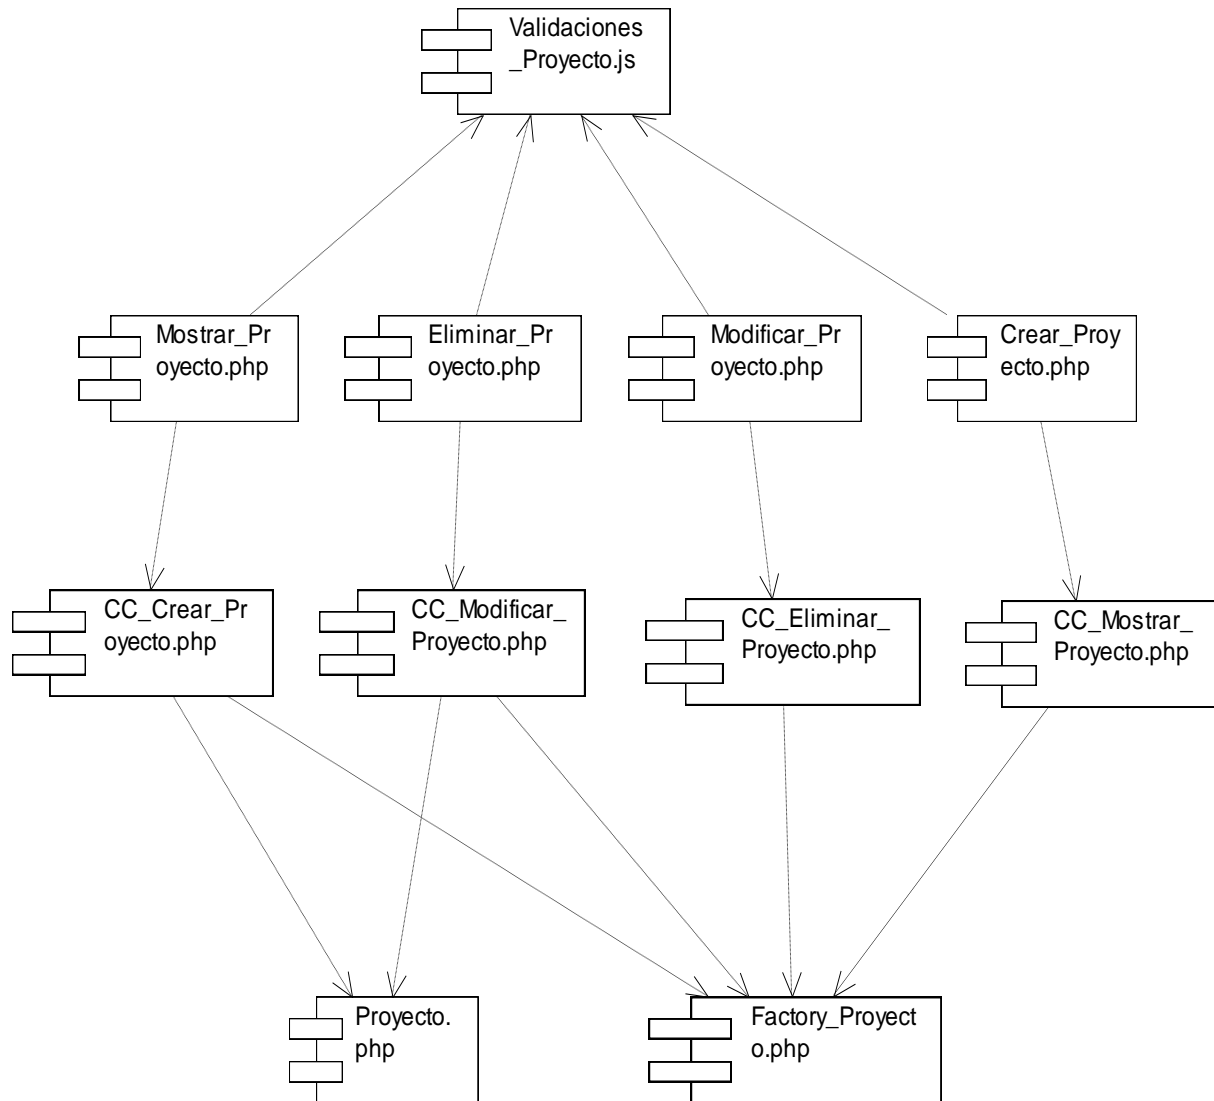 Validaciones
_Proyecto.js
Mostrar_Pr
oyecto.php
Eliminar_Pr
oyecto.php
Modificar_Pr
oyecto.php
Crear_Proy
ecto.php
CC_Crear_Pr
oyecto.php
CC_Modificar_
Proyecto.php
CC_Eliminar_
Proyecto.php
CC_Mostrar_
Proyecto.php
Proyecto.
php
Factory_Proyect
o.php